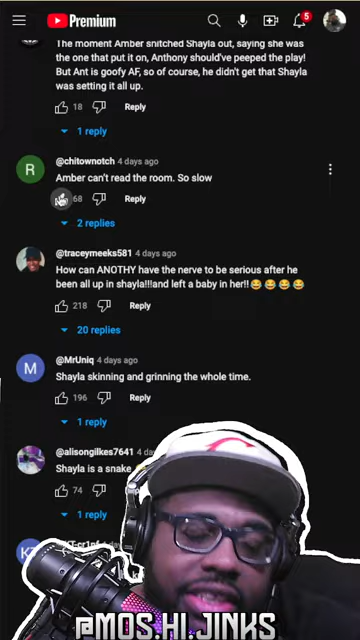 Premium
5
The moment Amber snitched Shayla out, saying she was
the one that put it on, Anthony should've peeped the play!
But Ant is goofy AF, so of course, he didn't get that Shayla
was setting it all up.
18 Reply
1 reply
R
@chitownotch 4 days ago
Amber can't read the room. So slow
68 Reply
2 replies
@traceymeeks581 4 days ago
How can ANOTHY have the nerve to be serious after he
been all up in shayla!!!and left a baby in her!!😂😂😂😂
218 Reply
20 replies
M
@MrUniq 4 days ago
Shayla skinning and grinning the whole time.
196 Reply
1 reply
@alisongilkes7641 4 da
Shayla is a snake
74
1 reply
KT
@MOS.HI.JINKS